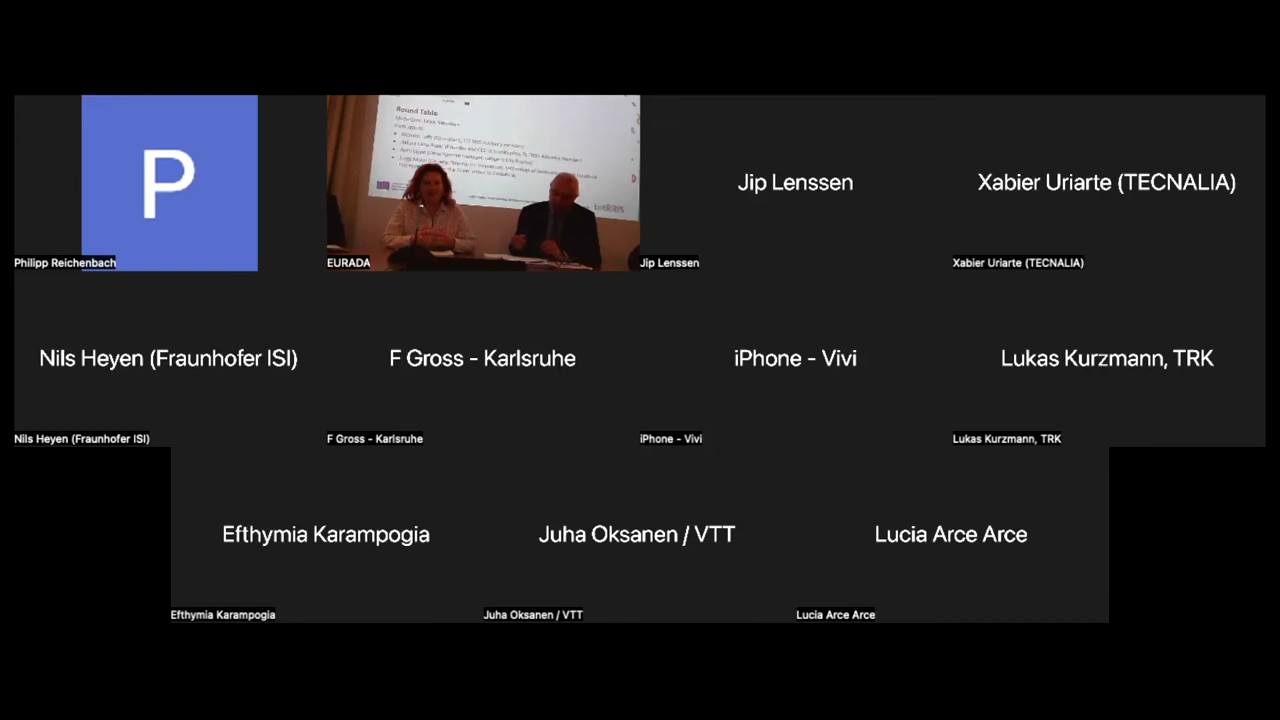 P
Philipp Reichenbach
Round Table
EURADA
Jip Lenssen
Jip Lenssen
Xabier Uriarte (TECNALIA)
Xabier Uriarte (TECNALIA)
Nils Heyen (Fraunhofer ISI)
Nils Heyen (Fraunhofer ISI)
F Gross - Karlsruhe
F Gross - Karlsruhe
iPhone - Vivi
iPhone - Vivi
Lukas Kurzmann, TRK
Lukas Kurzmann, TRK
Efthymia Karampogia
Efthymia Karampogia
Juha Oksanen / VTT
Juha Oksanen / VTT
Lucia Arce Arce
Lucia Arce Arce